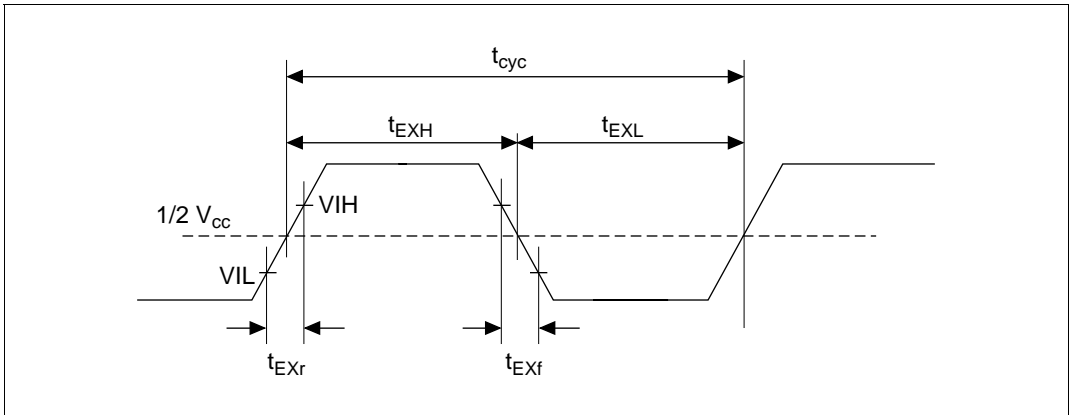 tcyc
tEXH
tEXL
VIH
1/2 Vcc
VIL
tEXr
tEXf